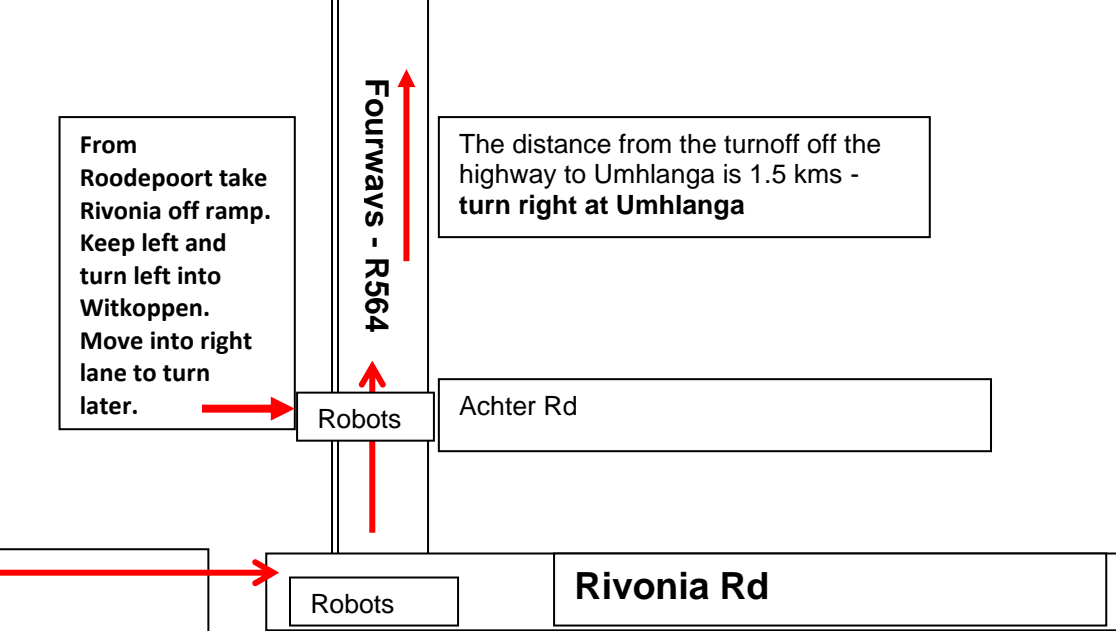 From
Roodepoort take
Rivonia off ramp.
Keep left and
turn left into
Witkoppen.
Move into right
lane to turn
later.
Fourways - R564
The distance from the turnoff off the
highway to Umhlanga is 1.5 kms -
turn right at Umhlanga
Robots
Achter Rd
Robots
Rivonia Rd